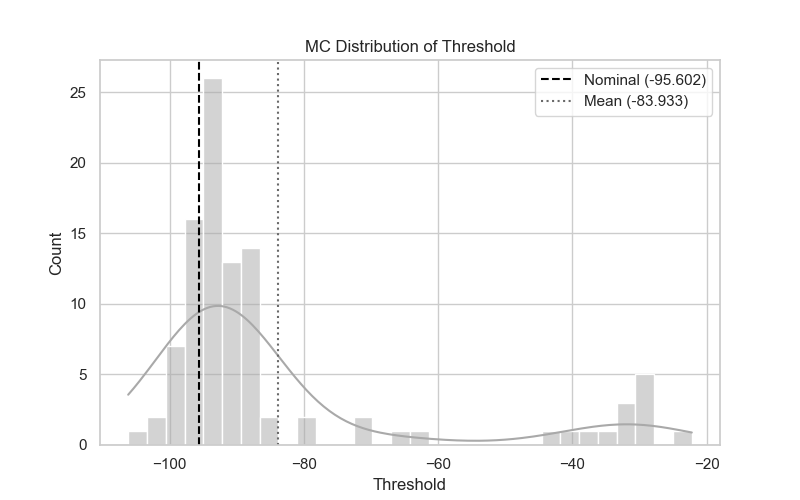 MC Distribution of Threshold
Nominal (-95.602)
Mean (-83.933)
Count
25
20
15
10
5
0
−100
−80
−60
−40
−20
Threshold